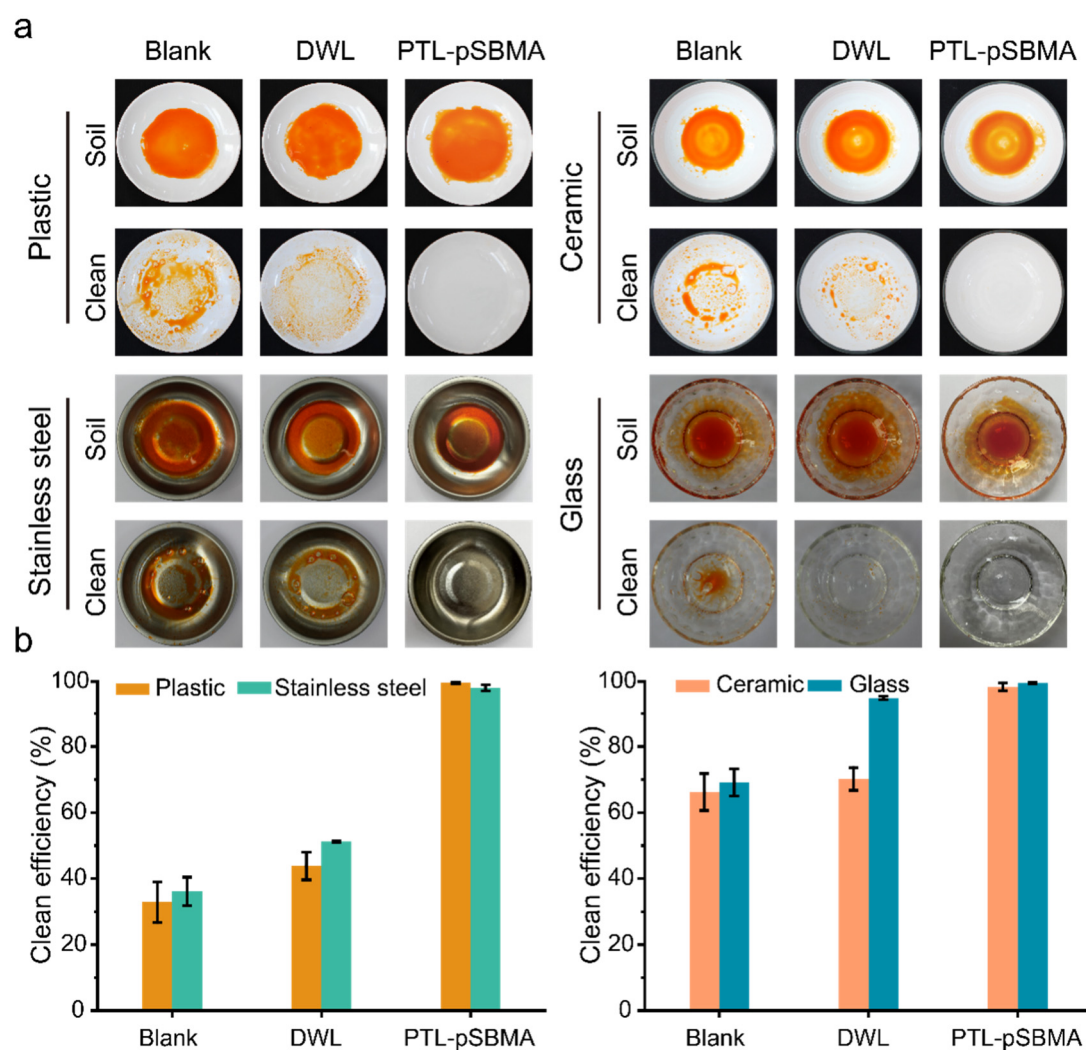 a
Blank DWL PTL-pSBMA
Plastic
Soil
Clean
Stainless steel
Soil
Clean
Blank DWL PTL-pSBMA
Ceramic
Soil
Clean
Glass
Soil
Clean
b
Plastic Stainless steel
Clean efficiency (%)
100
80
60
40
20
0
Blank DWL PTL-pSBMA
Ceramic Glass
Clean efficiency (%)
100
80
60
40
20
0
Blank DWL PTL-pSBMA